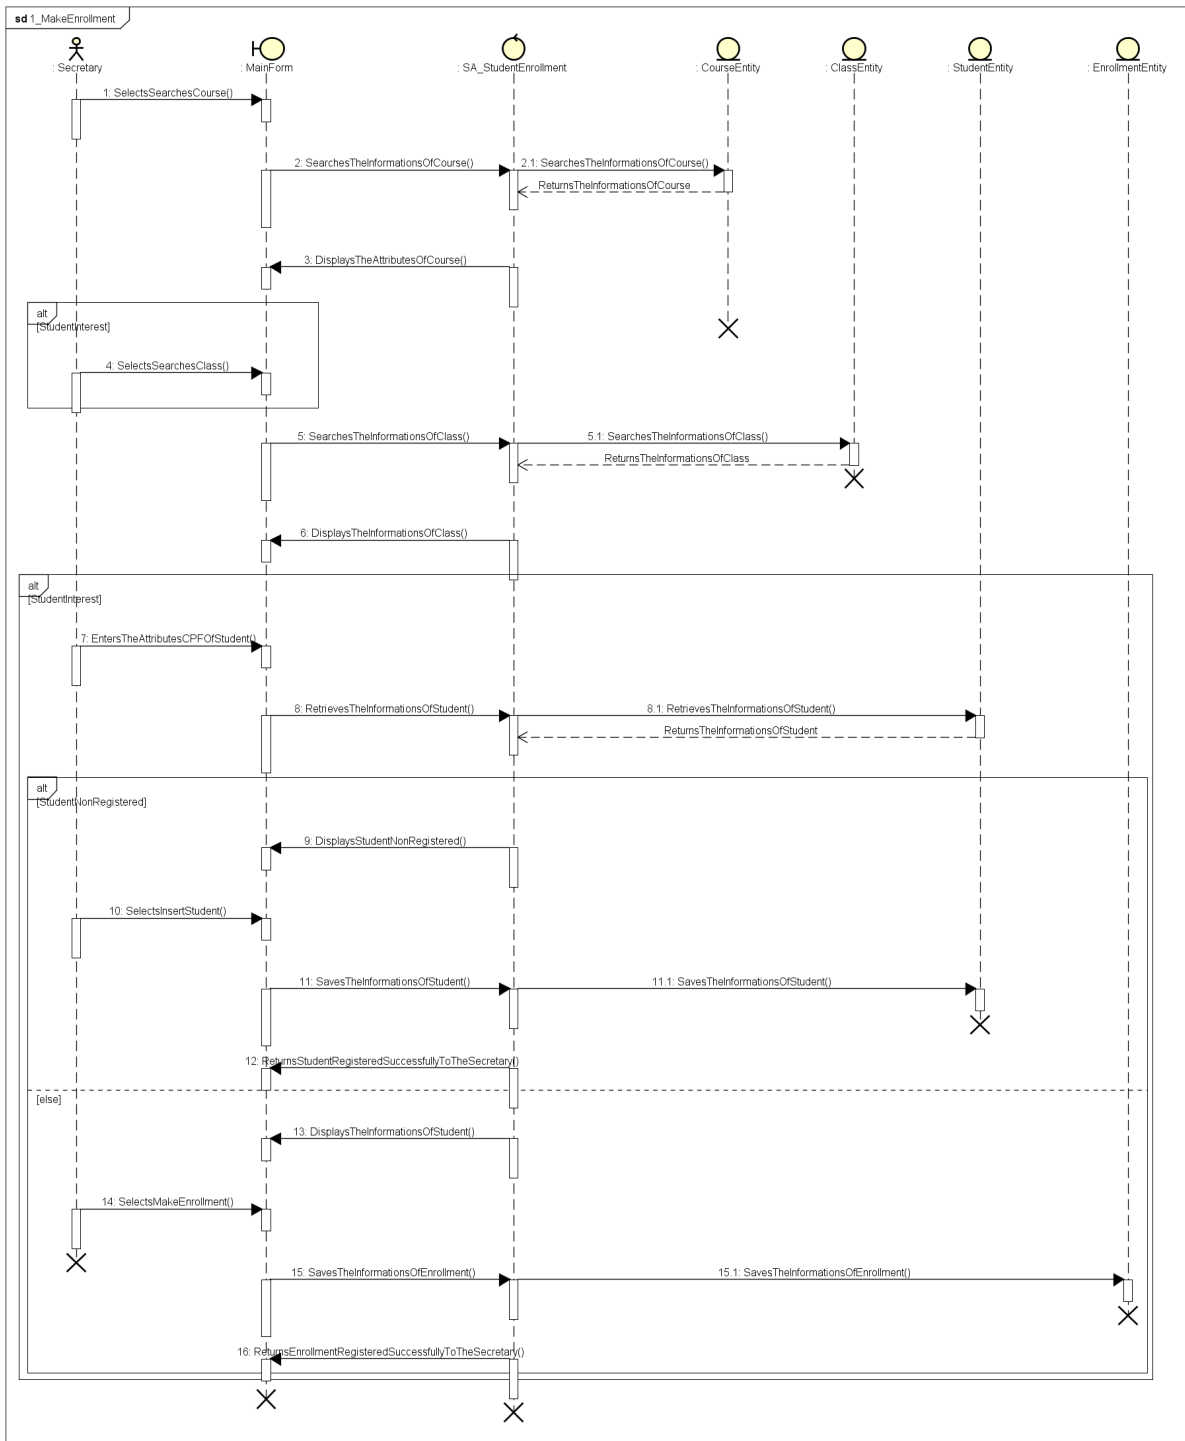 sd 1_MakeEnrollment
: Secretary
: MainForm
: SA_StudentEnrollment
: CourseEntity
: ClassEntity
: StudentEntity
: EnrollmentEntity
1: SelectsSearchesCourse()
2: SearchesTheInformationsOfCourse()
2.1: SearchesTheInformationsOfCourse()
ReturnsTheInformationsOfCourse
3: DisplaysTheAttributesOfCourse()
alt
[StudentInterest]
4: SelectsSearchesClass()
5: SearchesTheInformationsOfClass()
5.1: SearchesTheInformationsOfClass()
ReturnsTheInformationsOfClass
6: DisplaysTheInformationsOfClass()
alt
[StudentInterest]
7: EntersTheAttributesCPFOfStudent()
8: RetrievesTheInformationsOfStudent()
8.1: RetrievesTheInformationsOfStudent()
ReturnsTheInformationsOfStudent
alt
[StudentNonRegistered]
9: DisplaysStudentNonRegistered()
10: SelectsInsertStudent()
11: SavesTheInformationsOfStudent()
11.1: SavesTheInformationsOfStudent()
12: ReturnsStudentRegisteredSuccessfullyToTheSecretary()
[else]
13: DisplaysTheInformationsOfStudent()
14: SelectsMakeEnrollment()
15: SavesTheInformationsOfEnrollment()
15.1: SavesTheInformationsOfEnrollment()
16: ReturnsEnrollmentRegisteredSuccessfullyToTheSecretary()